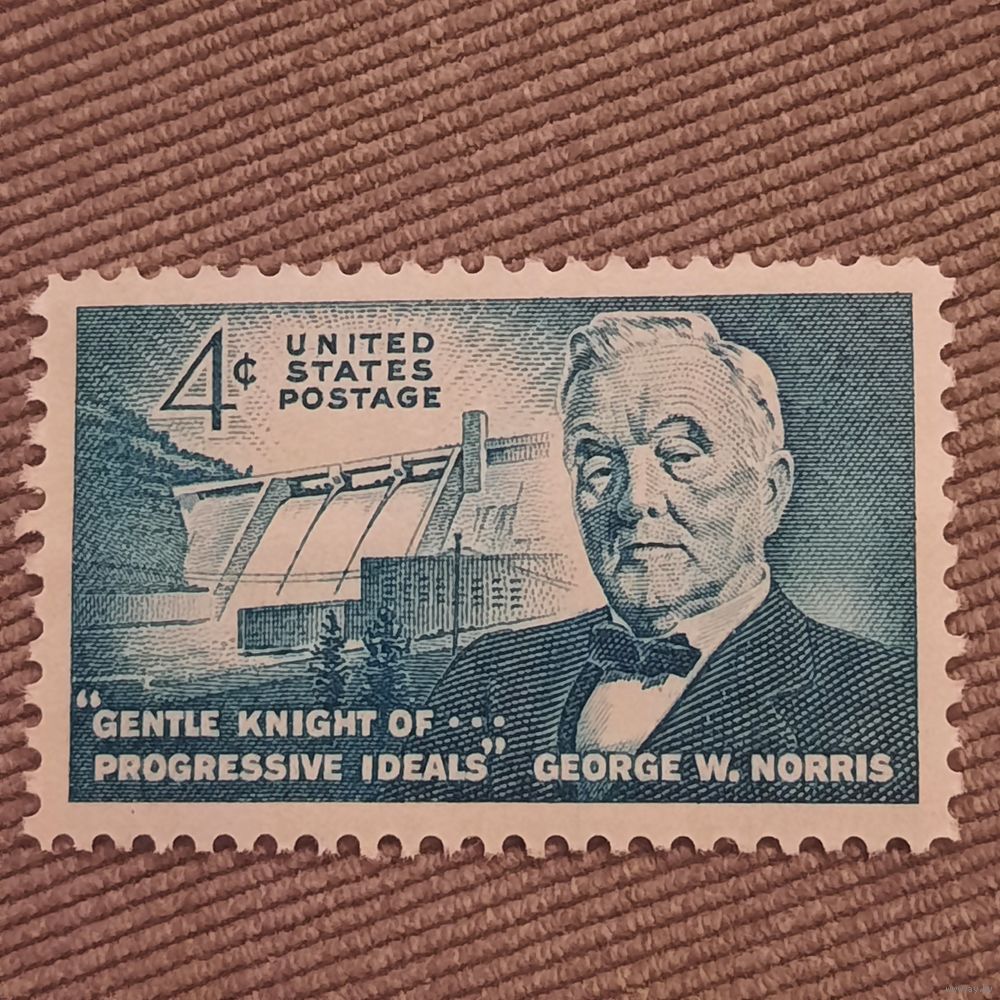 4¢ UNITED
STATES
POSTAGE
“GENTLE KNIGHT OF ...
PROGRESSIVE IDEALS” GEORGE W. NORRIS